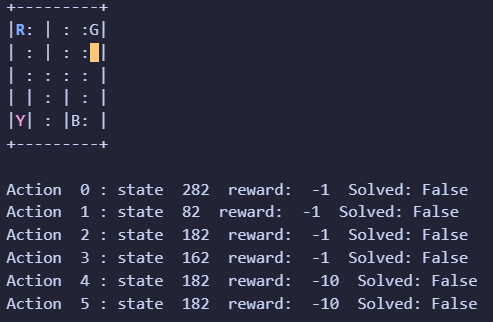 +---------+
|R: | : :G|
| : | : : |
| : : : : |
| | : | : |
|Y| : |B: |
+---------+
Action  0 : state  282  reward:  -1  Solved: False
Action  1 : state  82  reward:  -1  Solved: False
Action  2 : state  182  reward:  -1  Solved: False
Action  3 : state  162  reward:  -1  Solved: False
Action  4 : state  182  reward:  -10  Solved: False
Action  5 : state  182  reward:  -10  Solved: False